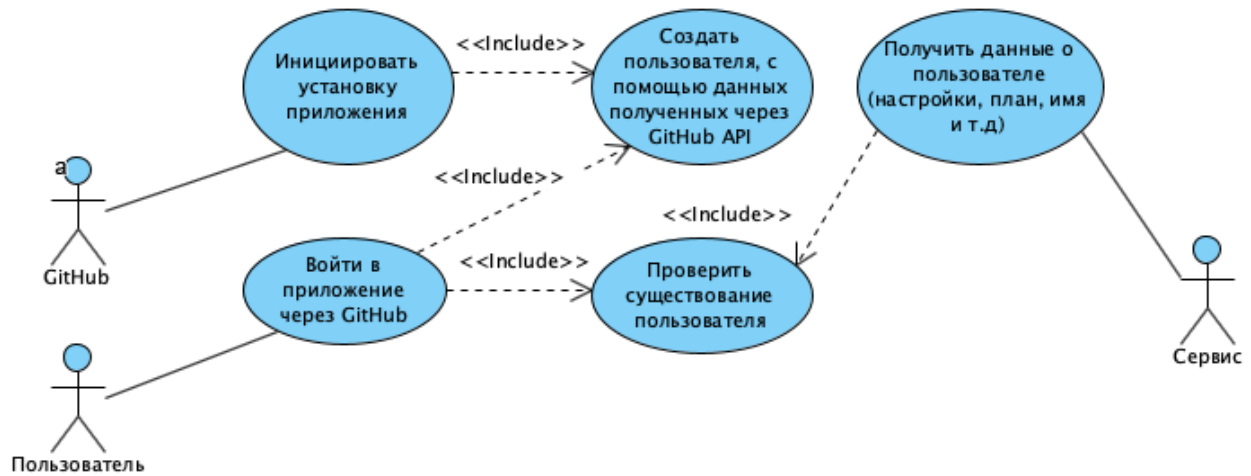 Инициировать
установку
приложения
<<Include>>
Создать
пользователя, с
помощью данных
полученных через
GitHub API
Получить данные о
пользователе
(настройки, план, имя
и т.д)
a
GitHub
<<Include>>
<<Include>>
Войти в
приложение
через GitHub
<<Include>>
Проверить
существование
пользователя
Сервис
Пользователь